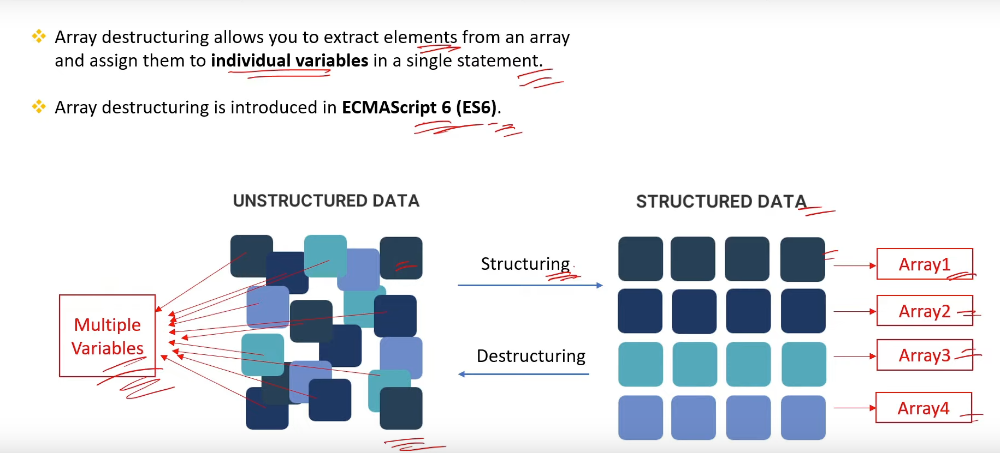 Array destructuring allows you to extract elements from an array
and assign them to individual variables in a single statement.
Array destructuring is introduced in ECMAScript 6 (ES6).
UNSTRUCTURED DATA
STRUCTURED DATA
Multiple
Variables
Structuring
Destructuring
Array1
Array2
Array3
Array4